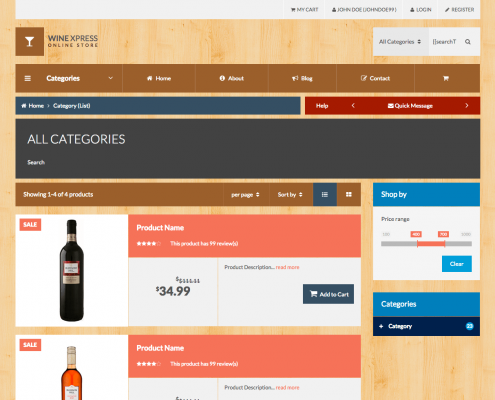 MY CART
JOHN DOE (JOHNDOE99)
LOGIN
REGISTER
WINE XPRESS
ONLINE STORE
All Categories
[[searchT
Categories
Home
About
Blog
Contact
Home > Category (List)
Help
Quick Message
ALL CATEGORIES
Search
Showing 1-4 of 4 products
per page
Sort by
Shop by
Price range
400 700
Clear
Categories
+ Category 23
SALE
Product Name
This product has 99 review(s)
$111.11
$34.99
Product Description... read more
Add to Cart
SALE
Product Name
This product has 99 review(s)
$111.11
Product Description... read more